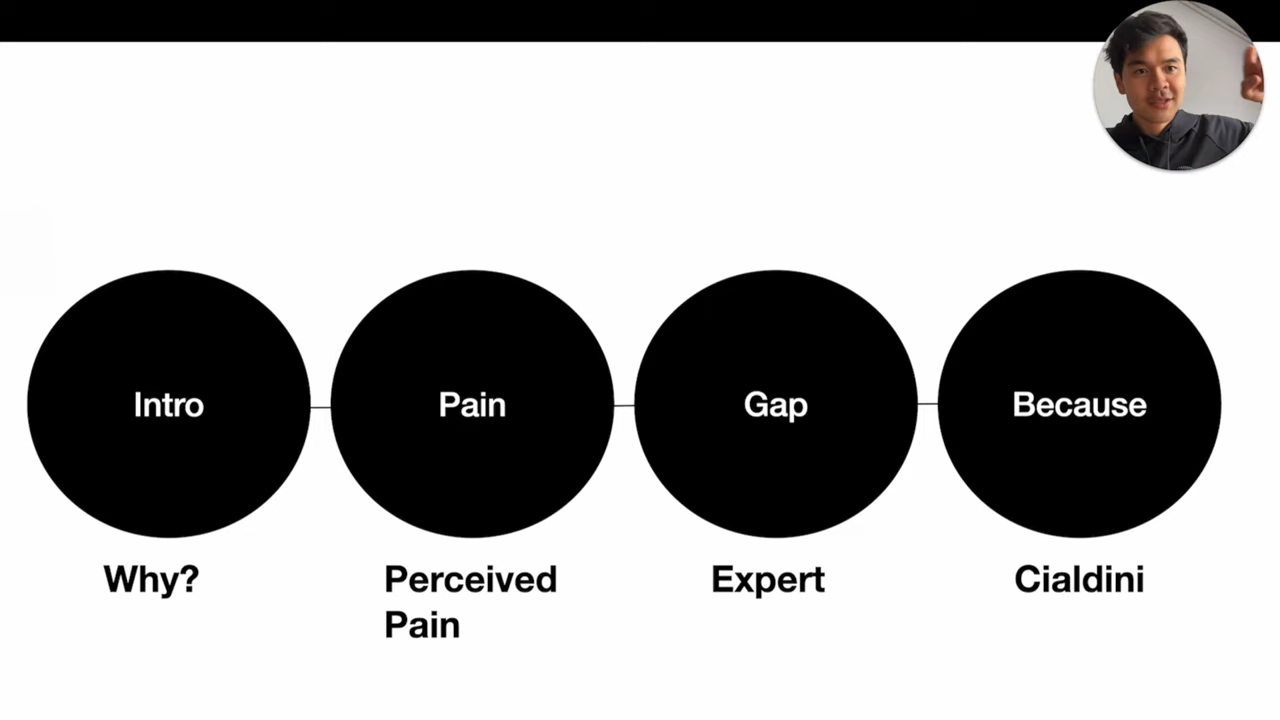 Intro
Pain
Gap
Because
Why?
Perceived
Pain
Expert
Cialdini